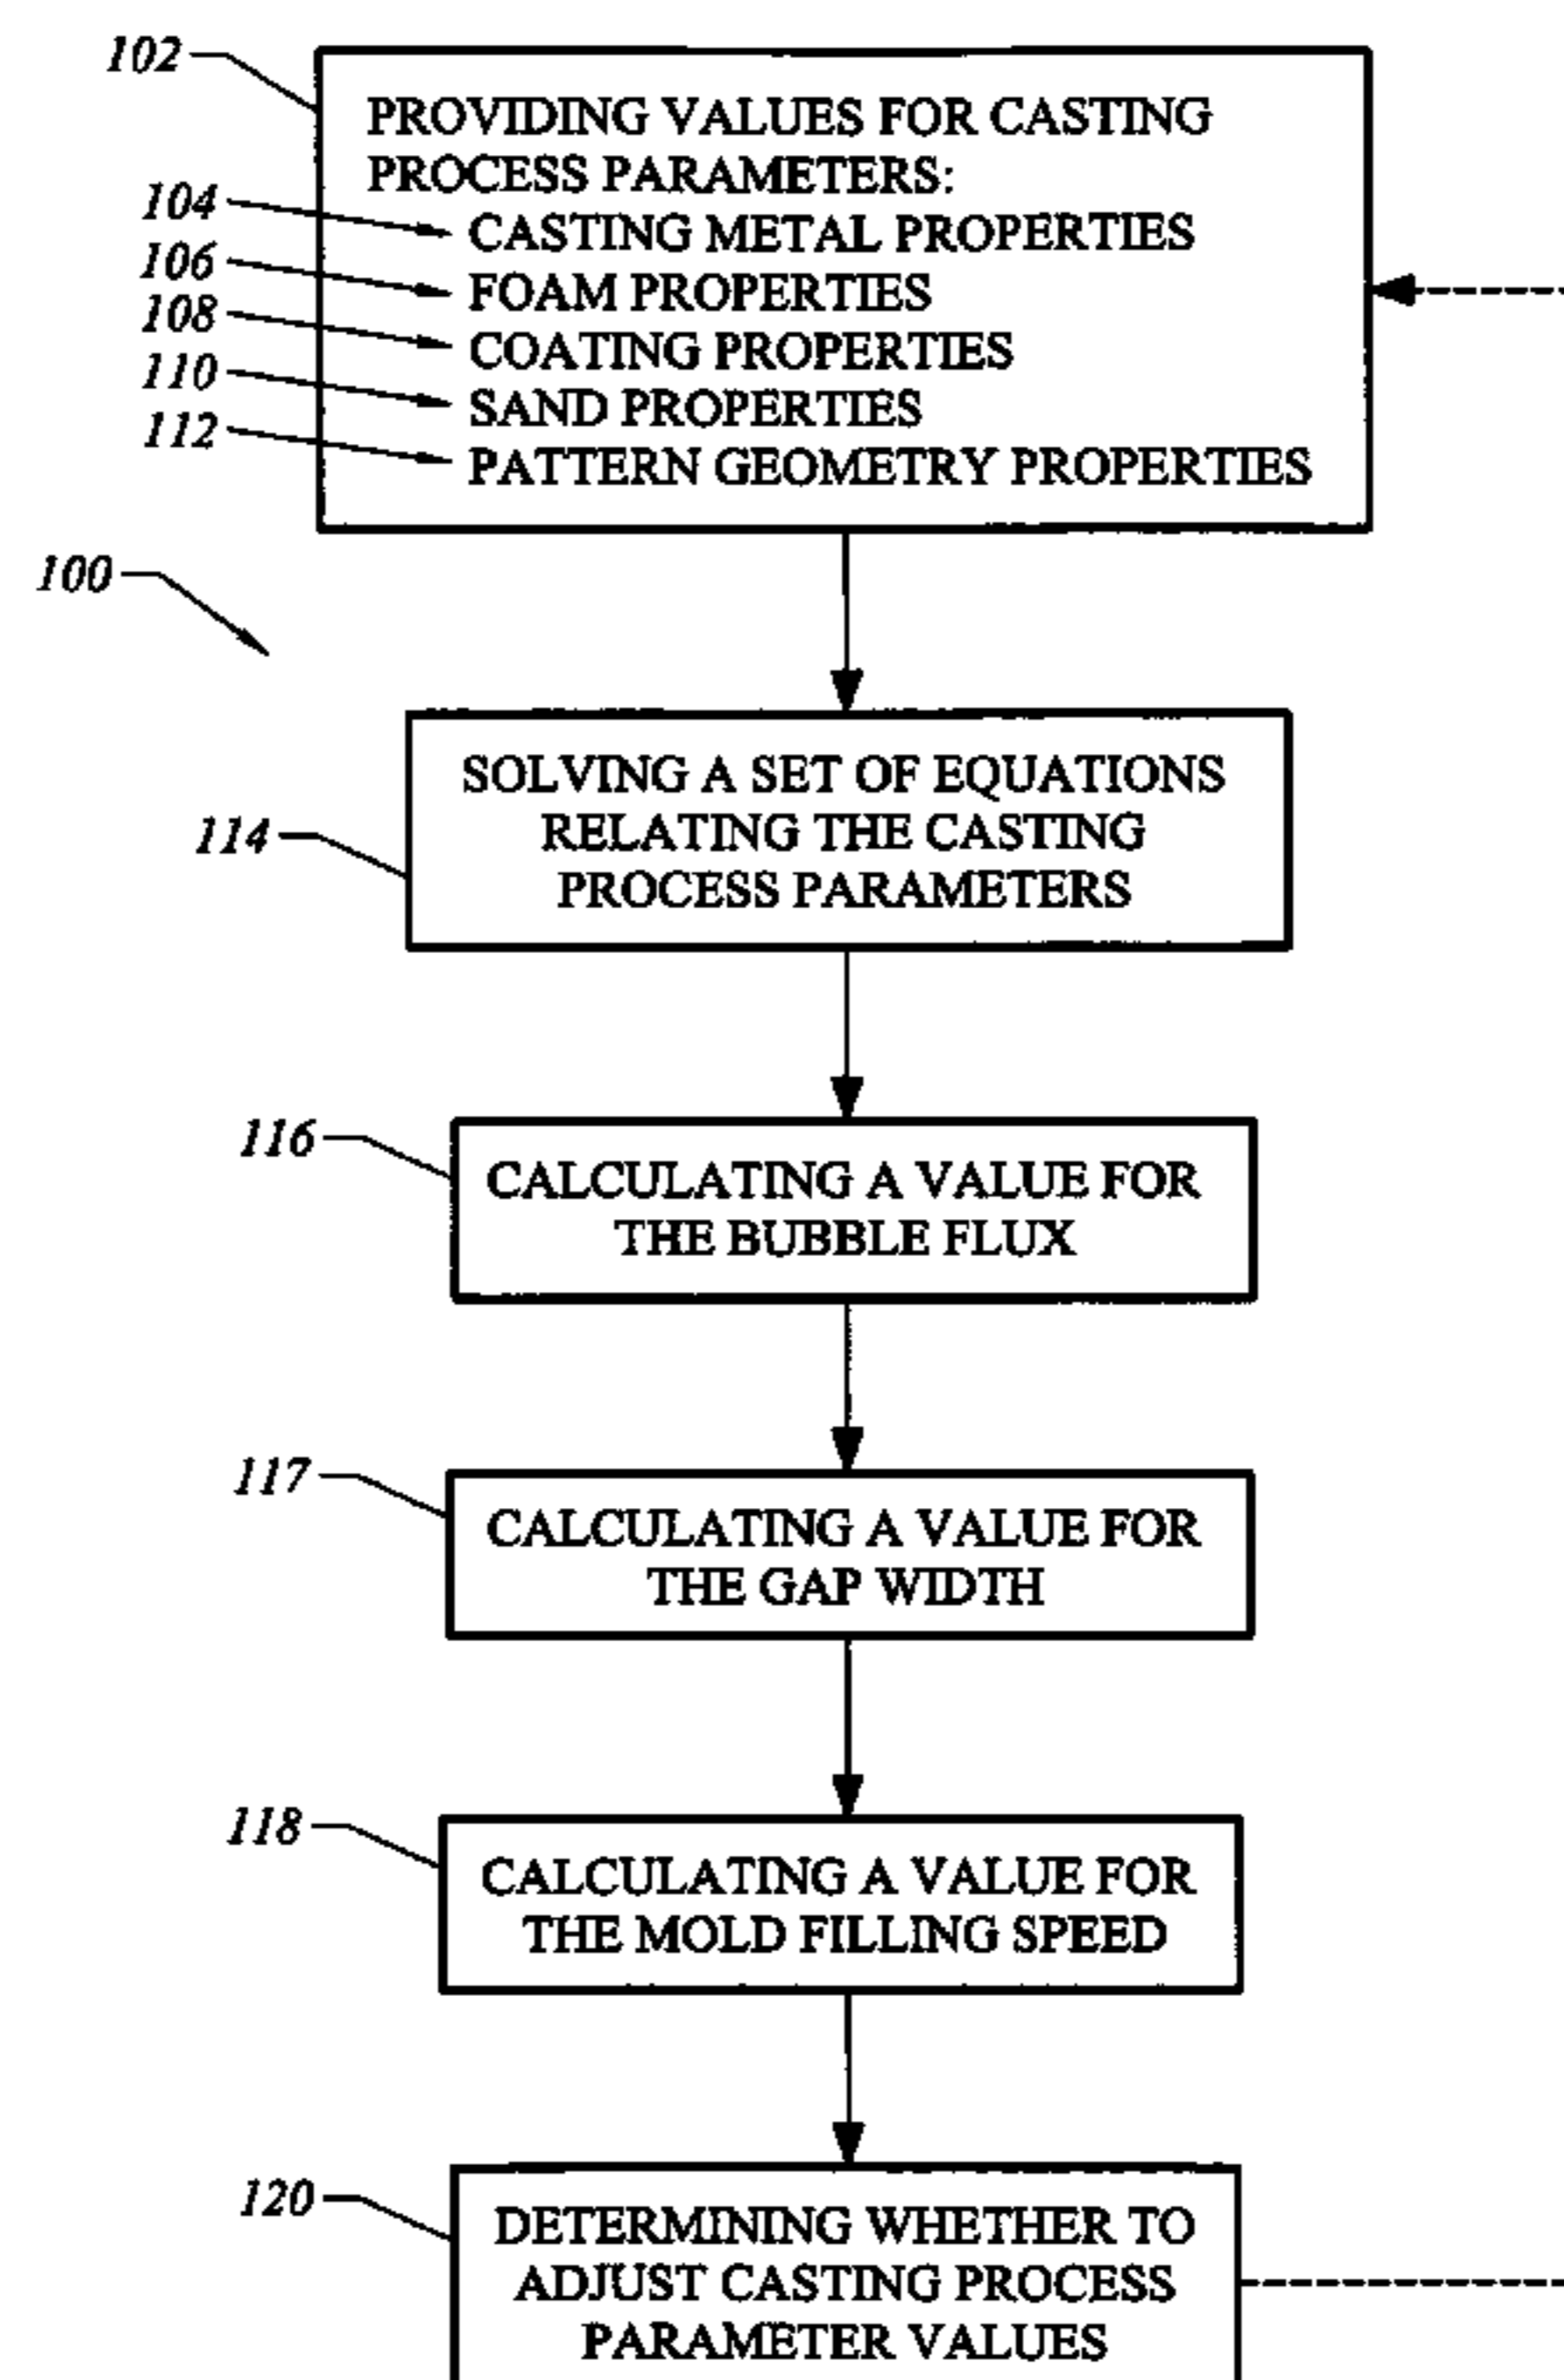 102
PROVIDING VALUES FOR CASTING
PROCESS PARAMETERS:
104
CASTING METAL PROPERTIES
106
FOAM PROPERTIES
108
COATING PROPERTIES
110
SAND PROPERTIES
112
PATTERN GEOMETRY PROPERTIES
100
SOLVING A SET OF EQUATIONS
114
RELATING THE CASTING
PROCESS PARAMETERS
116
CALCULATING A VALUE FOR
THE BUBBLE FLUX
117
CALCULATING A VALUE FOR
THE GAP WIDTH
118
CALCULATING A VALUE FOR
THE MOLD FILLING SPEED
120
DETERMINING WHETHER TO
ADJUST CASTING PROCESS
PARAMETER VALUES